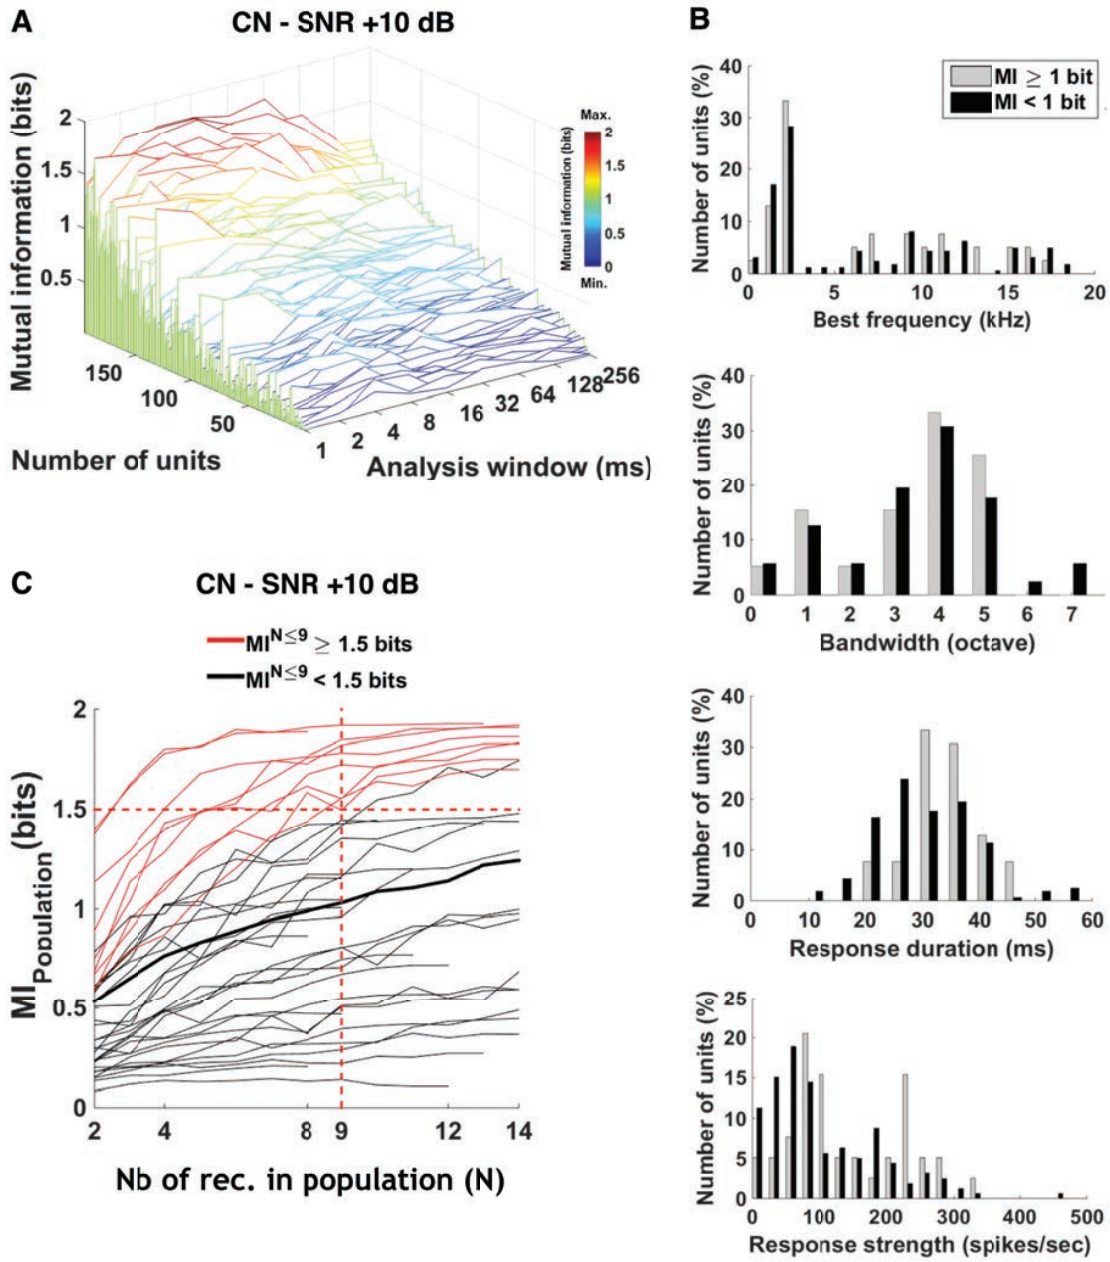 A
CN - SNR +10 dB
Mutual information (bits)
2
1.5
1
0.5
150
100
50
Number of units
1
2
4
8
16
32
64
128
256
Analysis window (ms)
Max.
Mutual information (bits)
2
1.5
1
0.5
0
Min.
B
Number of units (%)
40
30
20
10
0
MI ≥ 1 bit
MI < 1 bit
0 5 10 15 20
Best frequency (kHz)
Number of units (%)
40
30
20
10
0
0 1 2 3 4 5 6 7
Bandwidth (octave)
Number of units (%)
40
30
20
10
0
0 10 20 30 40 50 60
Response duration (ms)
Number of units (%)
25
20
15
10
5
0
0 100 200 300 400 500
Response strength (spikes/sec)
C
CN - SNR +10 dB
MI^N≤9 ≥ 1.5 bits
MI^N≤9 < 1.5 bits
MI_Population (bits)
2
1.5
1
0.5
0
2 4 8 9 12 14
Nb of rec. in population (N)